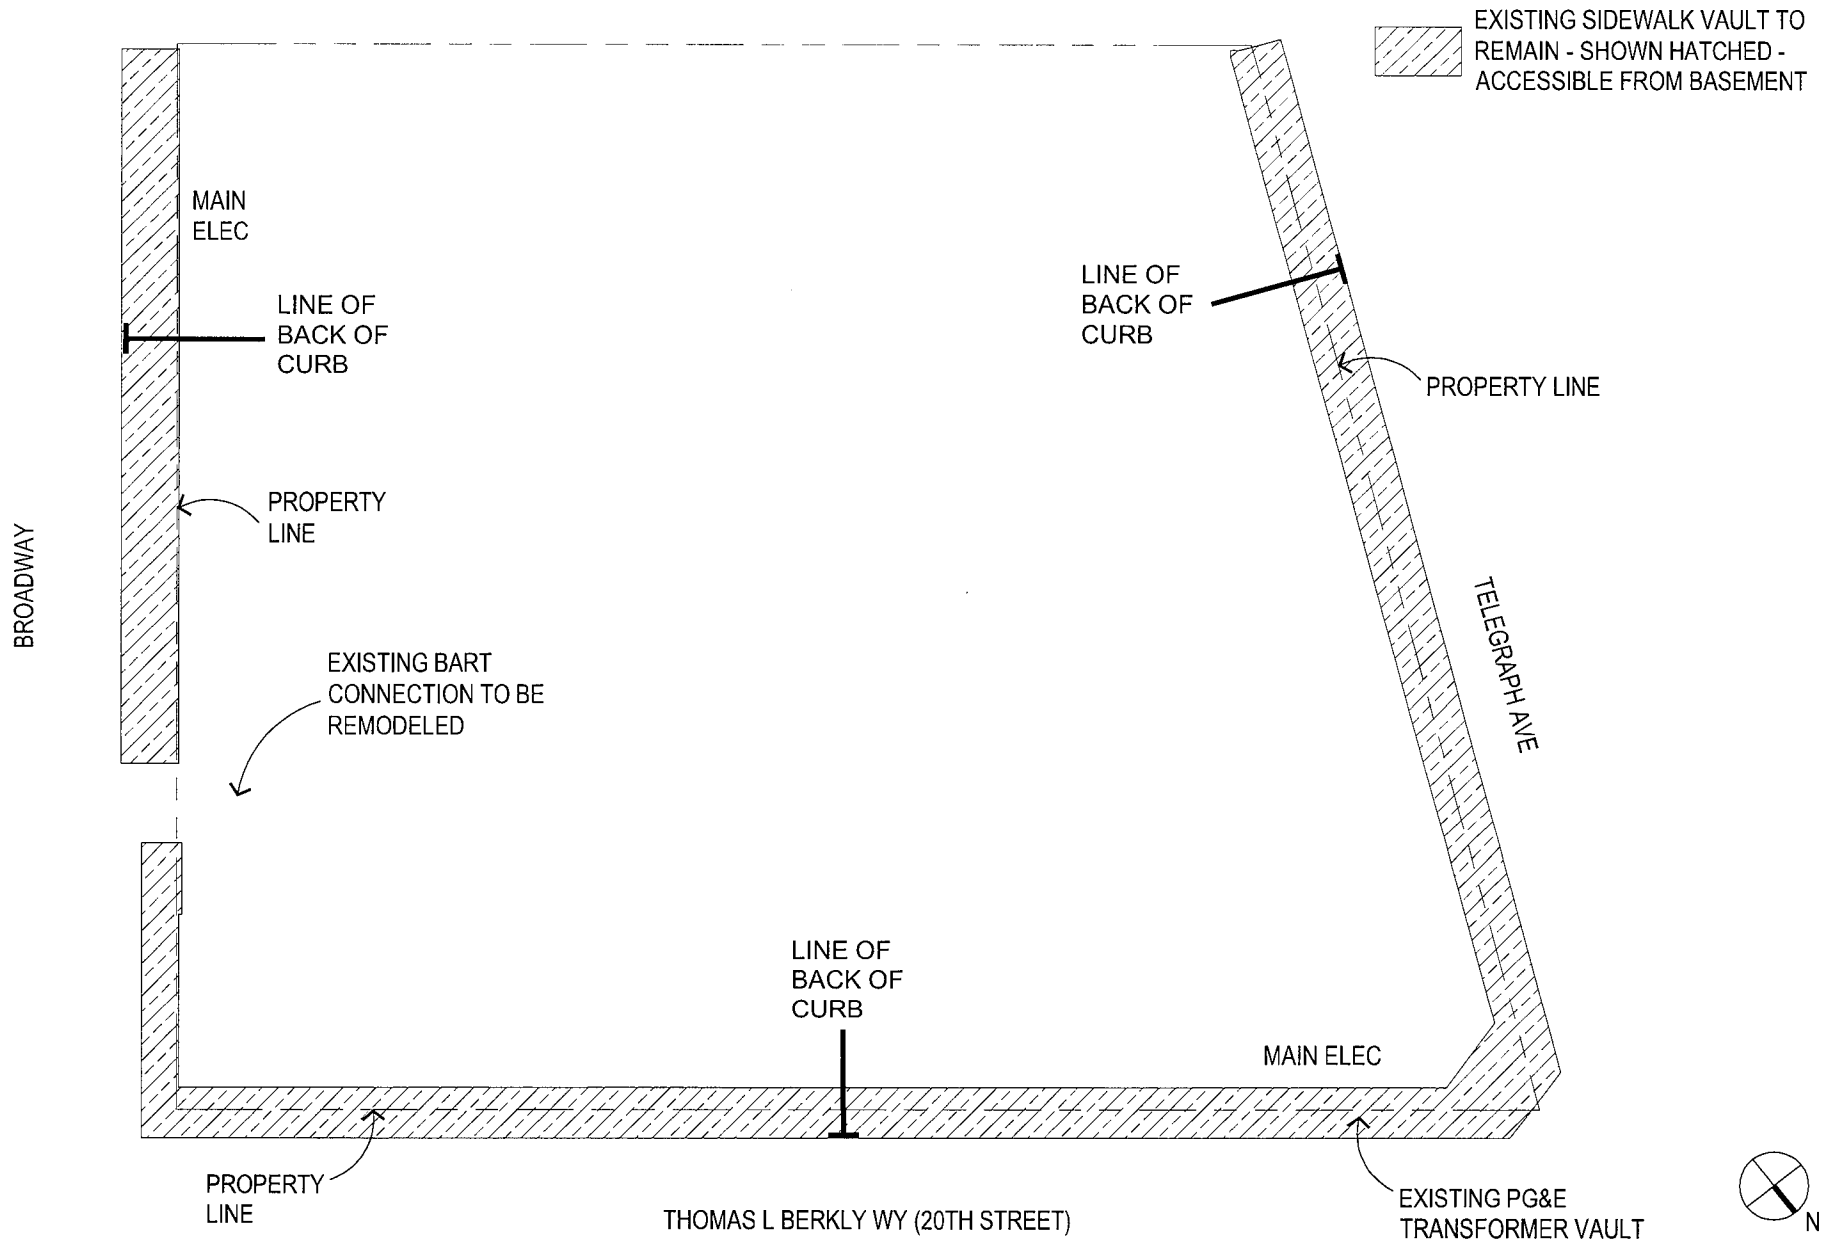 EXISTING SIDEWALK VAULT TO
REMAIN - SHOWN HATCHED -
ACCESSIBLE FROM BASEMENT
MAIN
ELEC
LINE OF
BACK OF
CURB
LINE OF
BACK OF
CURB
PROPERTY LINE
PROPERTY
LINE
BROADWAY
TELEGRAPH AVE
EXISTING BART
CONNECTION TO BE
REMODELED
LINE OF
BACK OF
CURB
MAIN ELEC
PROPERTY
LINE
THOMAS L BERKLY WY (20TH STREET)
EXISTING PG&E
TRANSFORMER VAULT
N